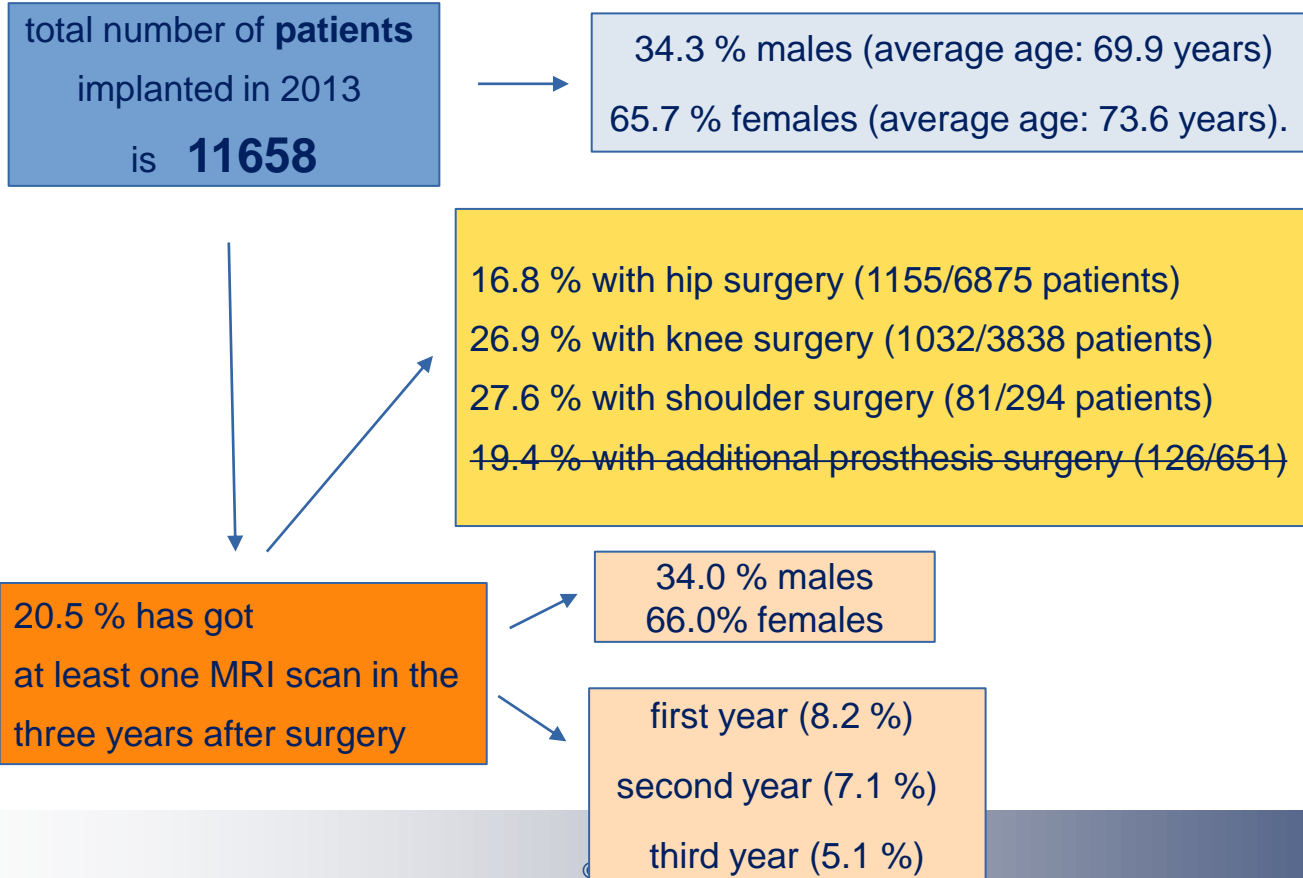 total number of patients
implanted in 2013
is 11658
34.3 % males (average age: 69.9 years)
65.7 % females (average age: 73.6 years).
16.8 % with hip surgery (1155/6875 patients)
26.9 % with knee surgery (1032/3838 patients)
27.6 % with shoulder surgery (81/294 patients)
19.4 % with additional prosthesis surgery (126/651)
20.5 % has got
at least one MRI scan in the
three years after surgery
34.0 % males
66.0% females
first year (8.2 %)
second year (7.1 %)
third year (5.1 %)